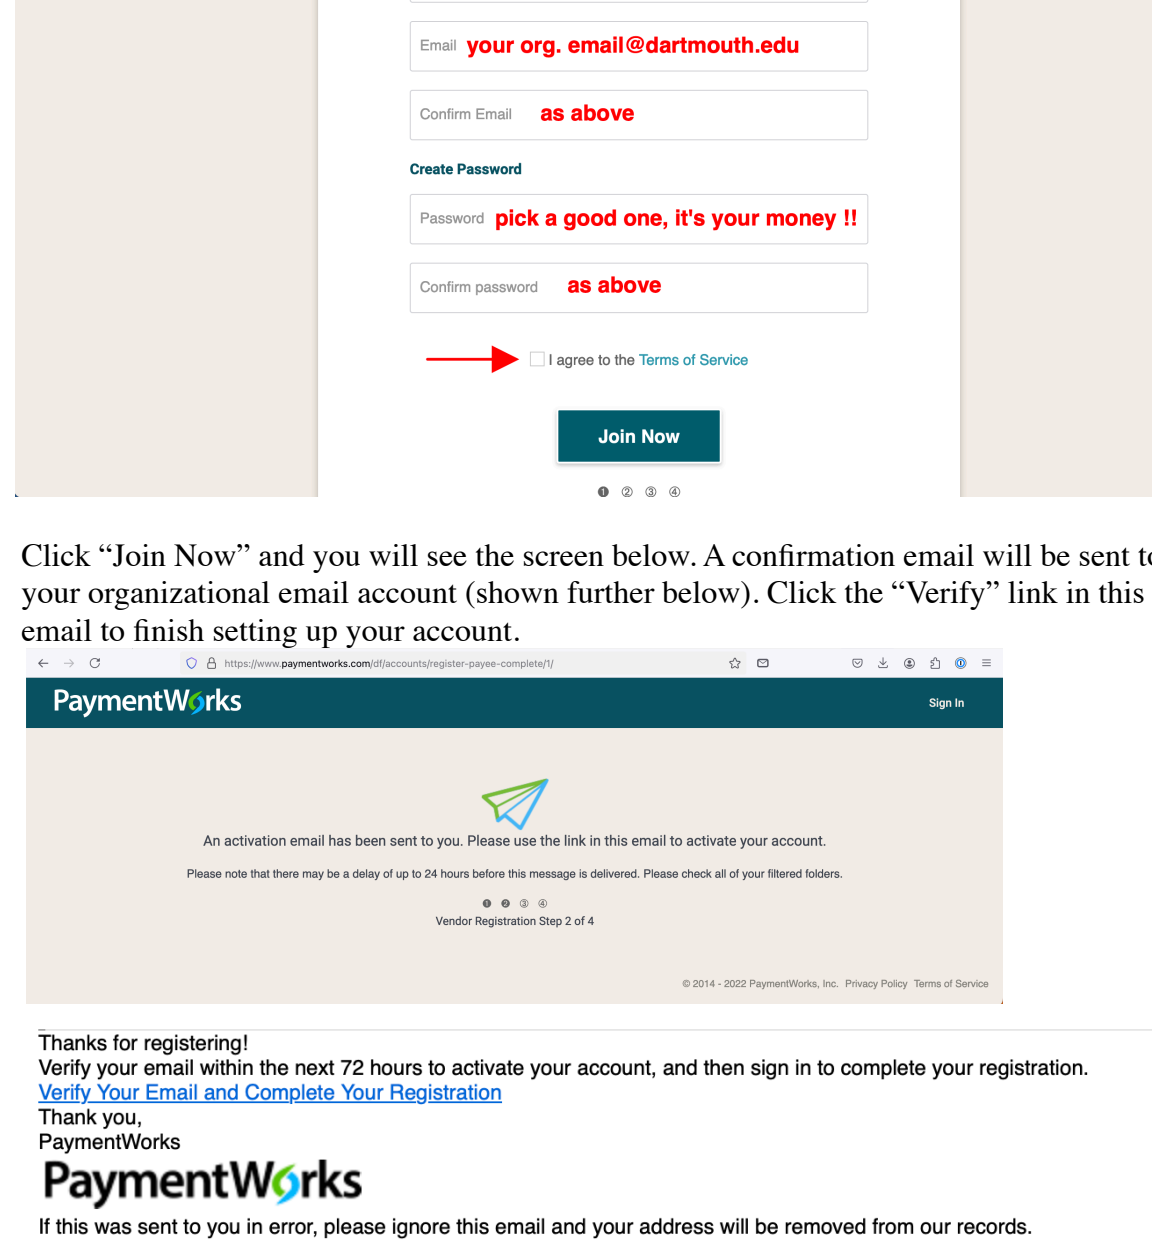 Email your org. email@dartmouth.edu
Confirm Email as above
Create Password
Password pick a good one, it's your money !!
Confirm password as above
I agree to the Terms of Service
Join Now
❶ ② ③ ④
Click “Join Now” and you will see the screen below. A confirmation email will be sent to
your organizational email account (shown further below). Click the “Verify” link in this
email to finish setting up your account.
https://www.paymentworks.com/df/accounts/register-payee-complete/1/
PaymentWorks Sign In
An activation email has been sent to you. Please use the link in this email to activate your account.
Please note that there may be a delay of up to 24 hours before this message is delivered. Please check all of your filtered folders.
❶ ❷ ③ ④
Vendor Registration Step 2 of 4
© 2014 - 2022 PaymentWorks, Inc. Privacy Policy Terms of Service
Thanks for registering!
Verify your email within the next 72 hours to activate your account, and then sign in to complete your registration.
Verify Your Email and Complete Your Registration
Thank you,
PaymentWorks
PaymentWorks
If this was sent to you in error, please ignore this email and your address will be removed from our records.